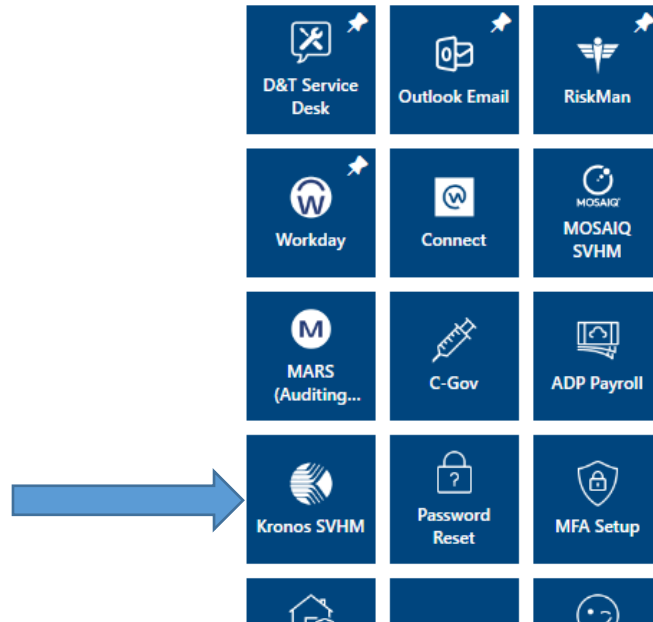 D&T Service
Desk
Outlook Email
RiskMan
Workday
Connect
MOSAIQ
MOSAIQ
SVHM
M
MARS
(Auditing...
C-Gov
ADP Payroll
Kronos SVHM
?
Password
Reset
MFA Setup